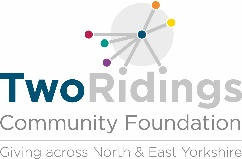 TwoRidings
Community Foundation
Giving across North & East Yorkshire